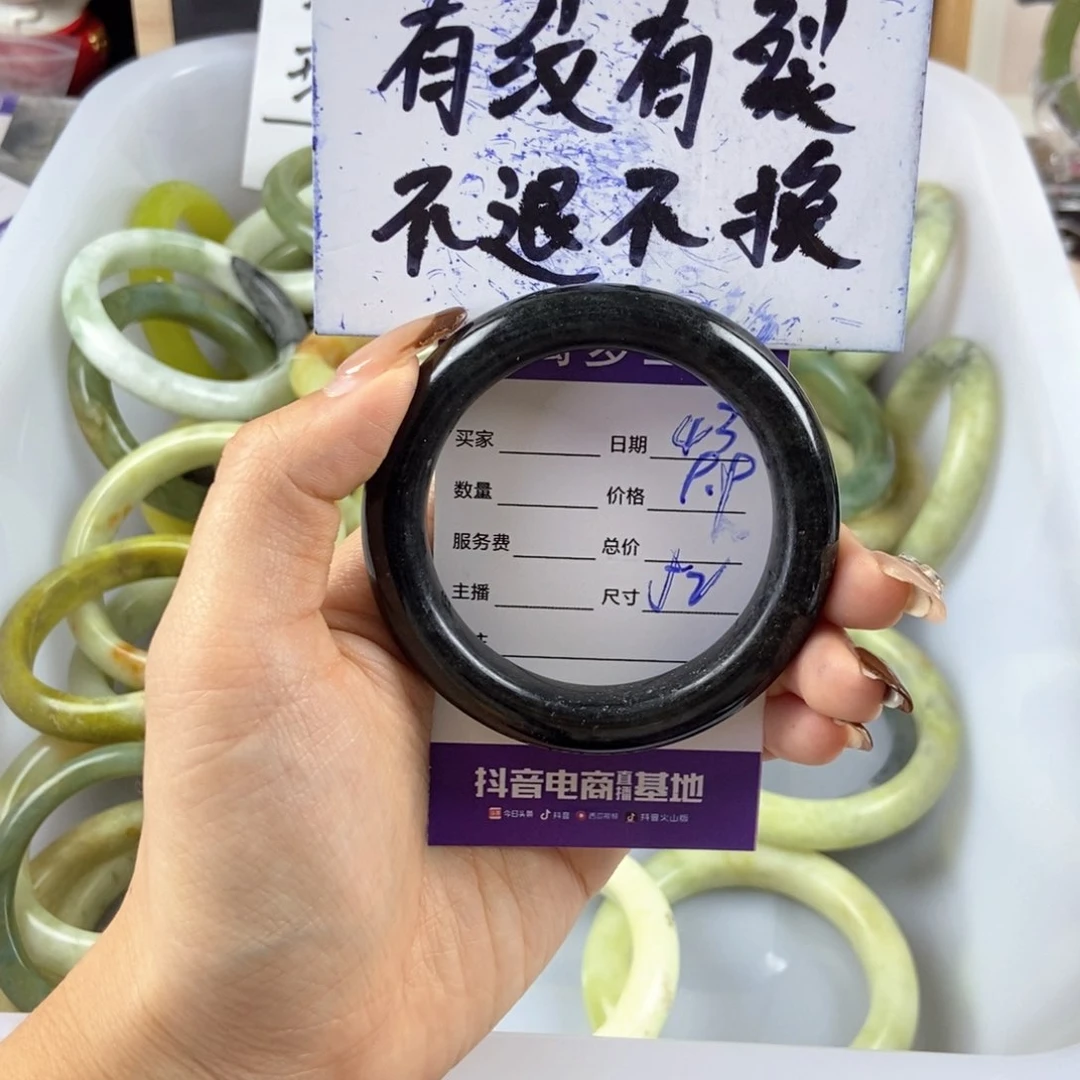 有纹有裂
不退不换
买家 日期 43
P.P
数量 价格
服务费 总价
主播 尺寸 52
抖音电商直播基地
今日头条 抖音 西瓜视频 抖音火山版